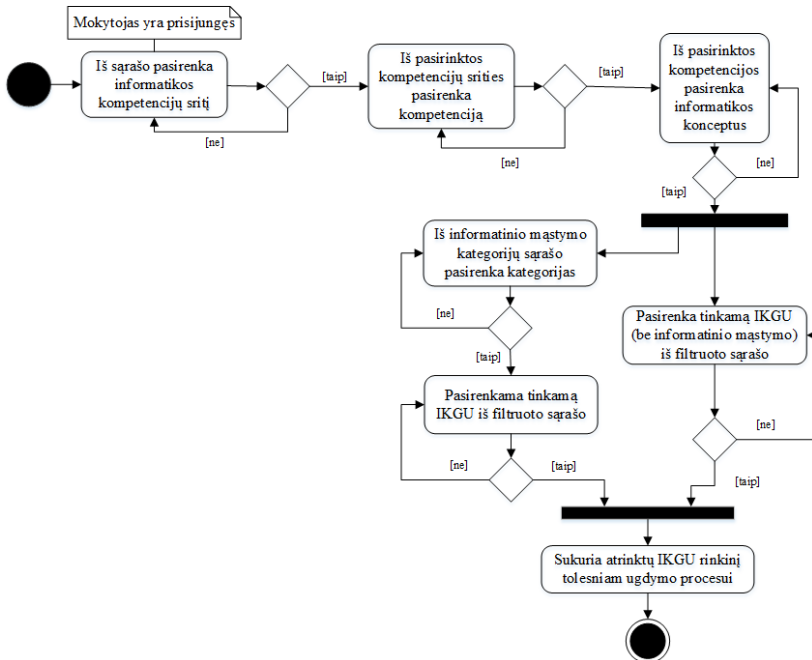 Mokytojas yra prisijungęs
Iš sąrašo pasirenka
informatikos
kompetencijų sritį
[taip]
[ne]
Iš pasirinktos
kompetencijų srities
pasirenka
kompetenciją
[taip]
[ne]
Iš pasirinktos
kompetencijos
pasirenka
informatikos
konceptus
[ne]
[taip]
Iš informatinio mąstymo
kategorijų sąrašo
pasirenka kategorijas
[ne]
[taip]
Pasirenkama tinkamą
IKGU iš filtruoto sąrašo
[ne]
[taip]
Pasirenka tinkamą IKGU
(be informatinio mąstymo)
iš filtruoto sąrašo
[ne]
[taip]
Sukuria atrinktų IKGU rinkinį
tolesniam ugdymo procesui